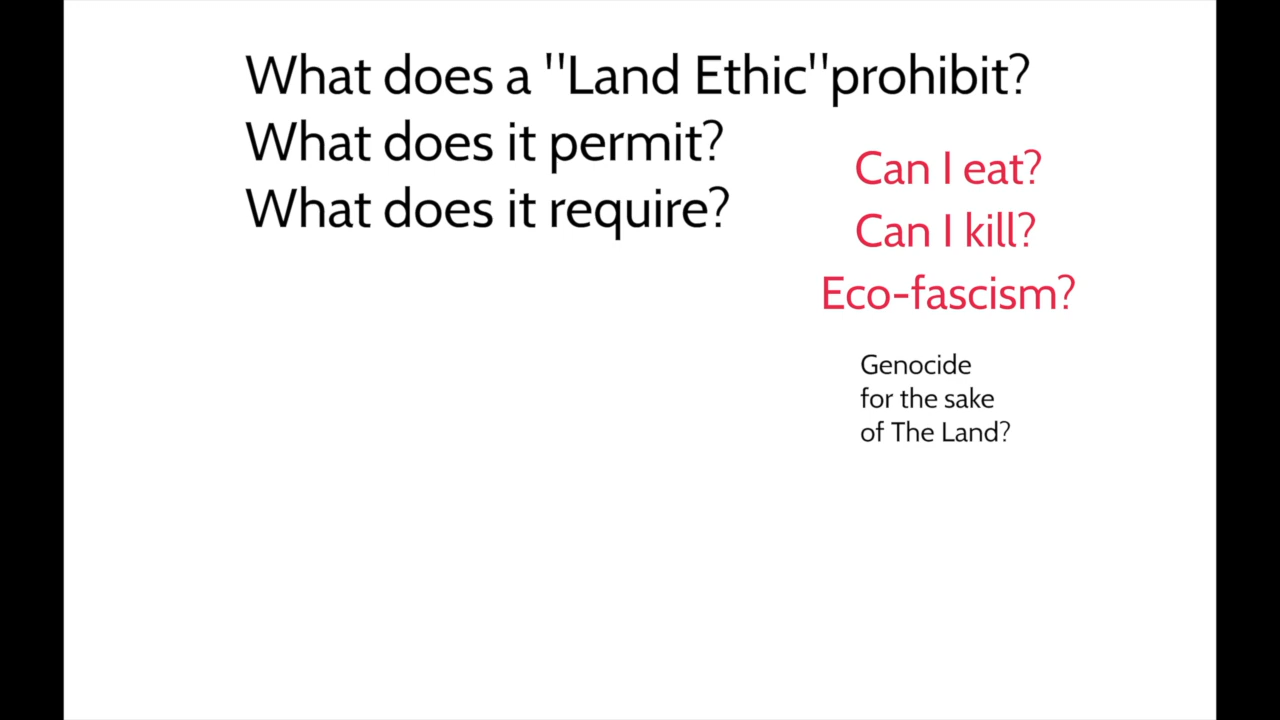 What does a "Land Ethic"prohibit?
What does it permit?
What does it require?
Can I eat?
Can I kill?
Eco-fascism?
Genocide
for the sake
of The Land?